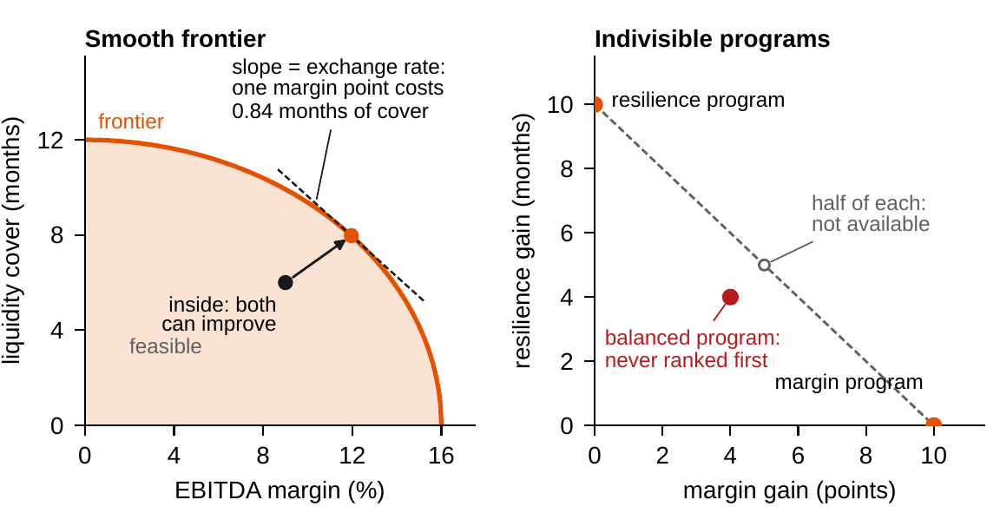 Smooth frontier
slope = exchange rate:
one margin point costs
0.84 months of cover
frontier
12
8
4
0
liquidity cover (months)
inside: both
can improve
feasible
0 4 8 12 16
EBITDA margin (%)
Indivisible programs
10
8
6
4
2
0
resilience gain (months)
resilience program
half of each:
not available
balanced program:
never ranked first
margin program
0 2 4 6 8 10
margin gain (points)